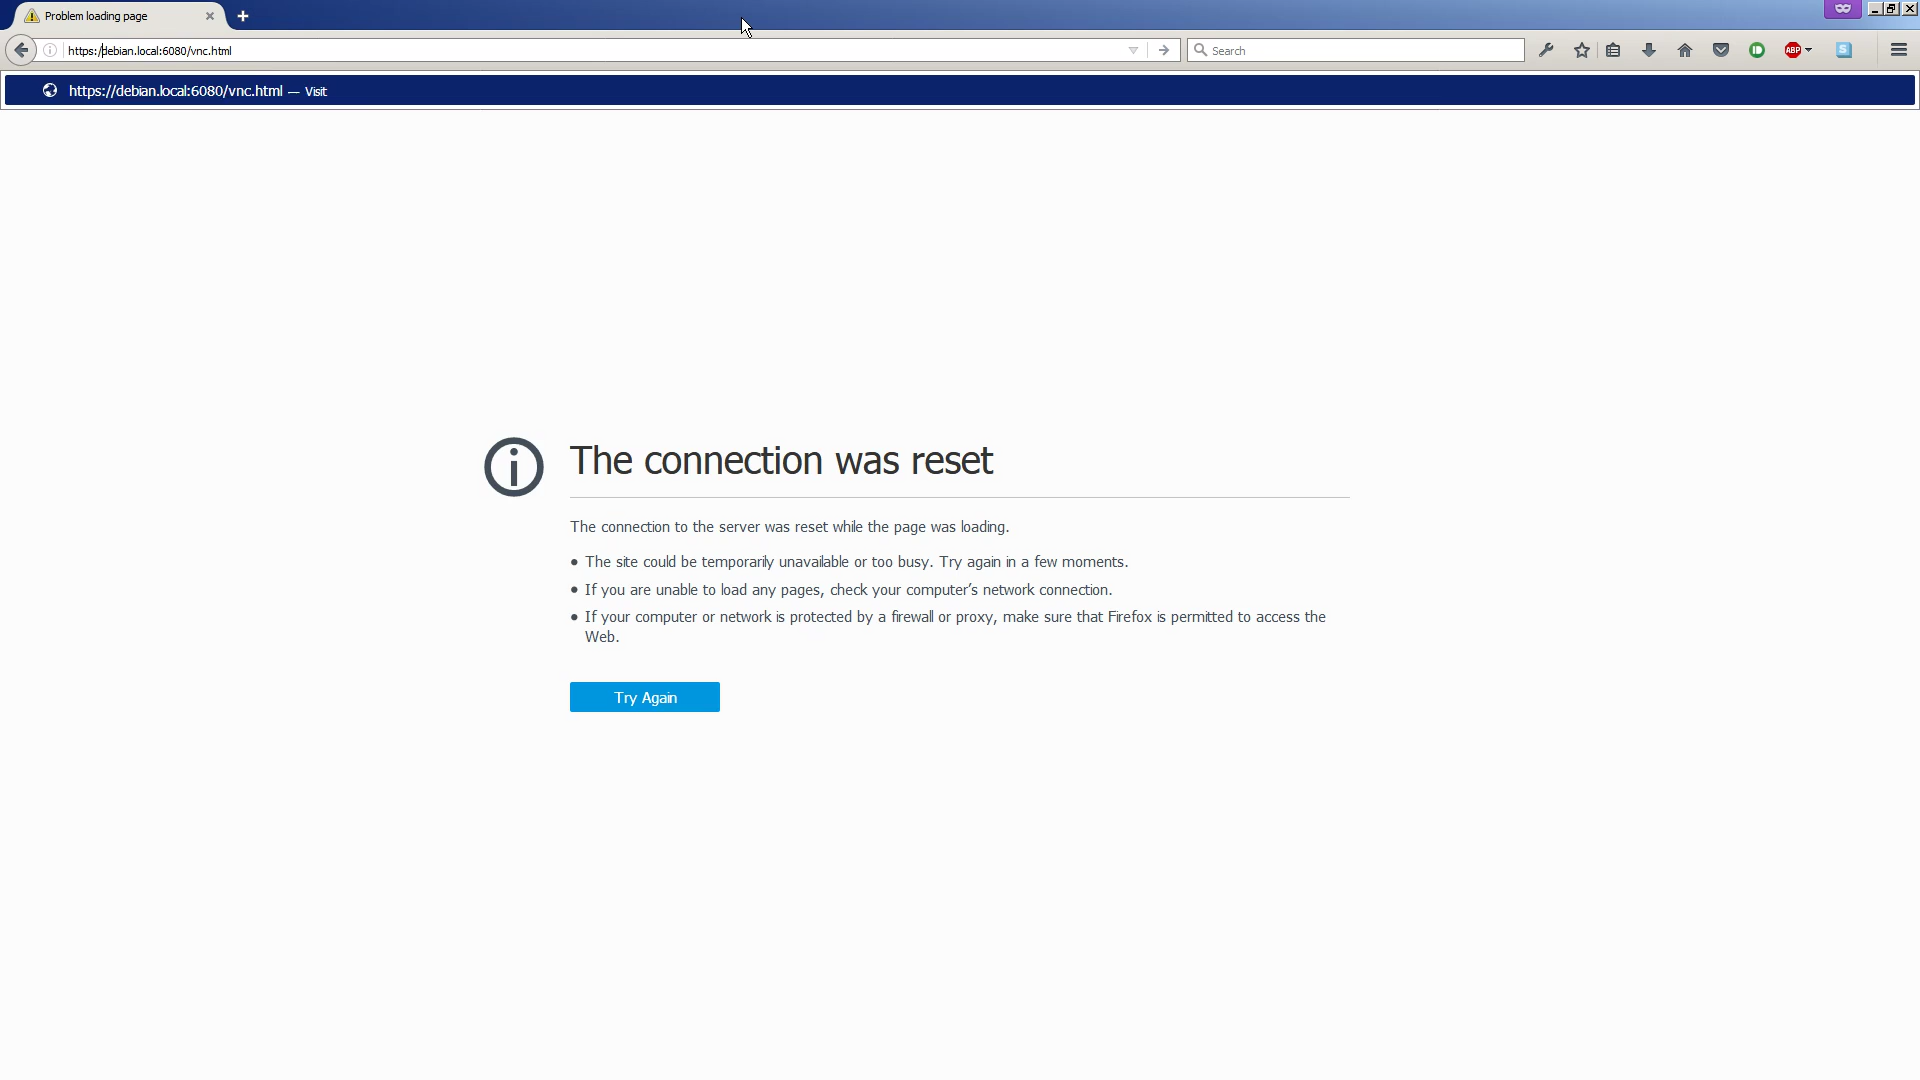 Problem loading page
https:/debian.local:6080/vnc.html
Search
ABP
S
https://debian.local:6080/vnc.html — Visit
The connection was reset
The connection to the server was reset while the page was loading.
• The site could be temporarily unavailable or too busy. Try again in a few moments.
• If you are unable to load any pages, check your computer’s network connection.
• If your computer or network is protected by a firewall or proxy, make sure that Firefox is permitted to access the
Web.
Try Again